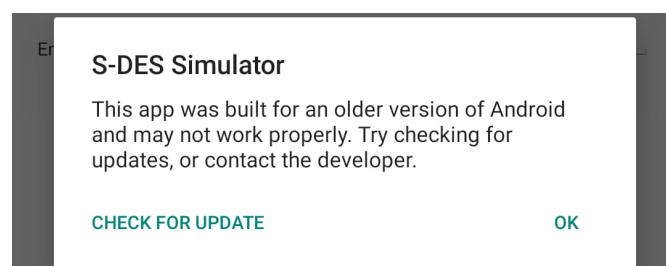 S-DES Simulator
This app was built for an older version of Android
and may not work properly. Try checking for
updates, or contact the developer.
CHECK FOR UPDATE OK